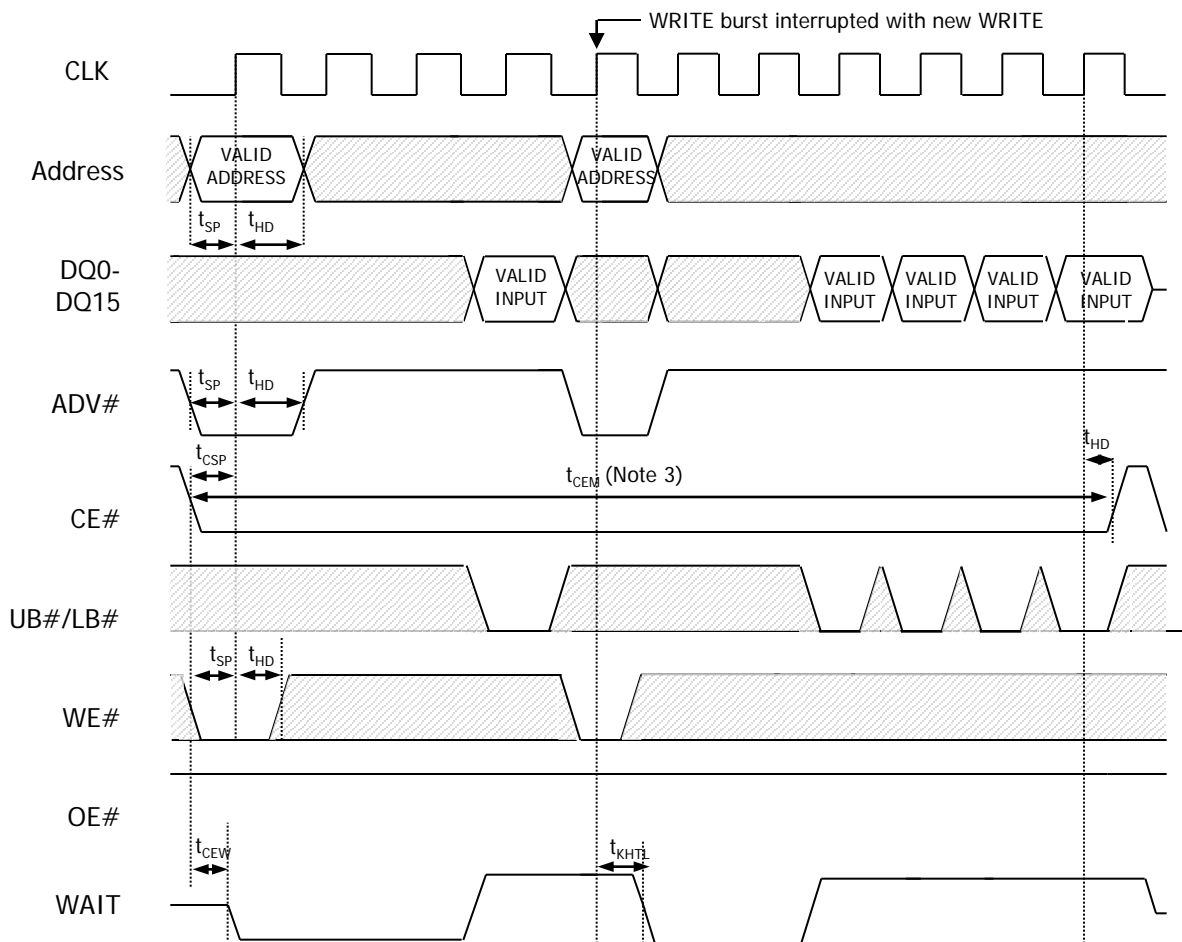 WRITE burst interrupted with new WRITE
CLK
Address
VALID
ADDRESS
VALID
ADDRESS
tSP
tHD
DQ0-
DQ15
VALID
INPUT
VALID
INPUT
VALID
INPUT
VALID
INPUT
VALID
INPUT
ADV#
tSP
tHD
tCSP
tHD
CE#
tCEM (Note 3)
UB#/LB#
tSP
tHD
WE#
OE#
tCEW
tKHTL
WAIT